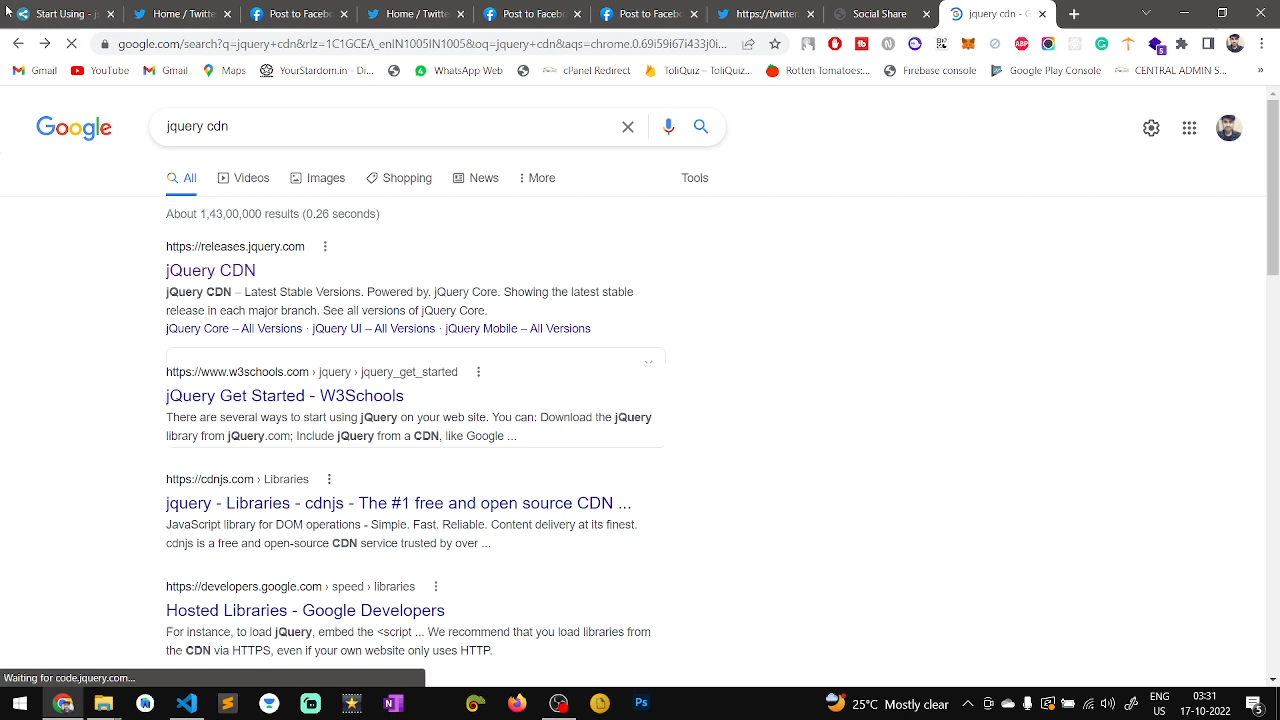 Start Using - js
Home / Twitte
Post to Facebo
Home / Twitte
Post to Facebo
Post to Facebo
https://twitter
Social Share
jquery cdn - G
google.com/search?q=jquery+cdn&rlz=1C1GCEA_enIN1005IN1005&oq=jquery+cdn&aqs=chrome.0.69i59i67i433j0i...
Gmail
YouTube
Gmail
Maps
YourStardomin - Di...
WhatsApp Web
cPanel Redirect
ToliQuiz – ToliQuiz...
Rotten Tomatoes:...
Firebase console
Google Play Console
CENTRAL ADMIN S...
»
Google
jquery cdn
All
Videos
Images
Shopping
News
More
Tools
About 1,43,00,000 results (0.26 seconds)
https://releases.jquery.com
jQuery CDN
jQuery CDN – Latest Stable Versions. Powered by. jQuery Core. Showing the latest stable
release in each major branch. See all versions of jQuery Core.
jQuery Core – All Versions · jQuery UI – All Versions · jQuery Mobile – All Versions
https://www.w3schools.com › jquery › jquery_get_started
jQuery Get Started - W3Schools
There are several ways to start using jQuery on your web site. You can: Download the jQuery
library from jQuery.com; Include jQuery from a CDN, like Google ...
https://cdnjs.com › Libraries
jquery - Libraries - cdnjs - The #1 free and open source CDN ...
JavaScript library for DOM operations - Simple. Fast. Reliable. Content delivery at its finest.
cdnjs is a free and open-source CDN service trusted by over ...
https://developers.google.com › speed › libraries
Hosted Libraries - Google Developers
For instance, to load jQuery, embed the <script ... We recommend that you load libraries from
the CDN via HTTPS, even if your own website only uses HTTP.
Waiting for code.jquery.com...
Ps
25°C Mostly clear
ENG
US
03:31
17-10-2022